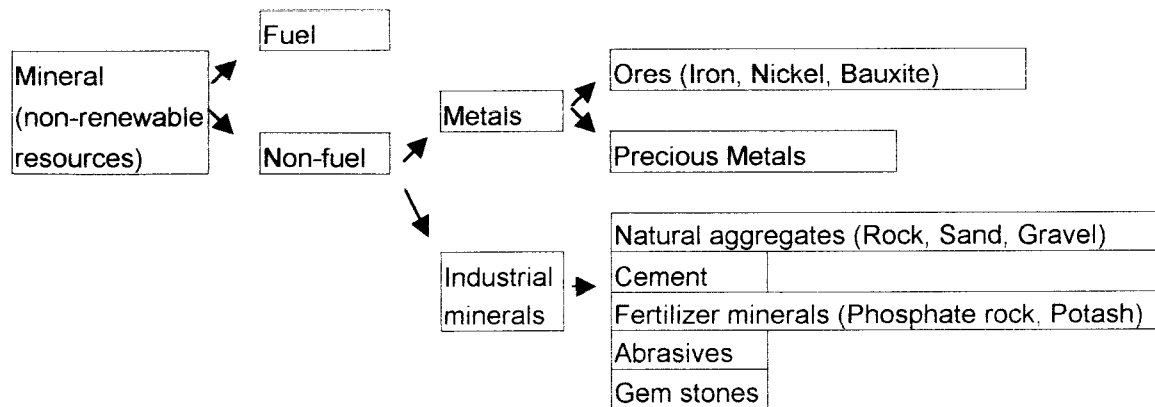 Fuel
Mineral
(non-renewable
resources)
Non-fuel
Metals
Ores (Iron, Nickel, Bauxite)
Precious Metals
Industrial
minerals
Natural aggregates (Rock, Sand, Gravel)
Cement
Fertilizer minerals (Phosphate rock, Potash)
Abrasives
Gem stones